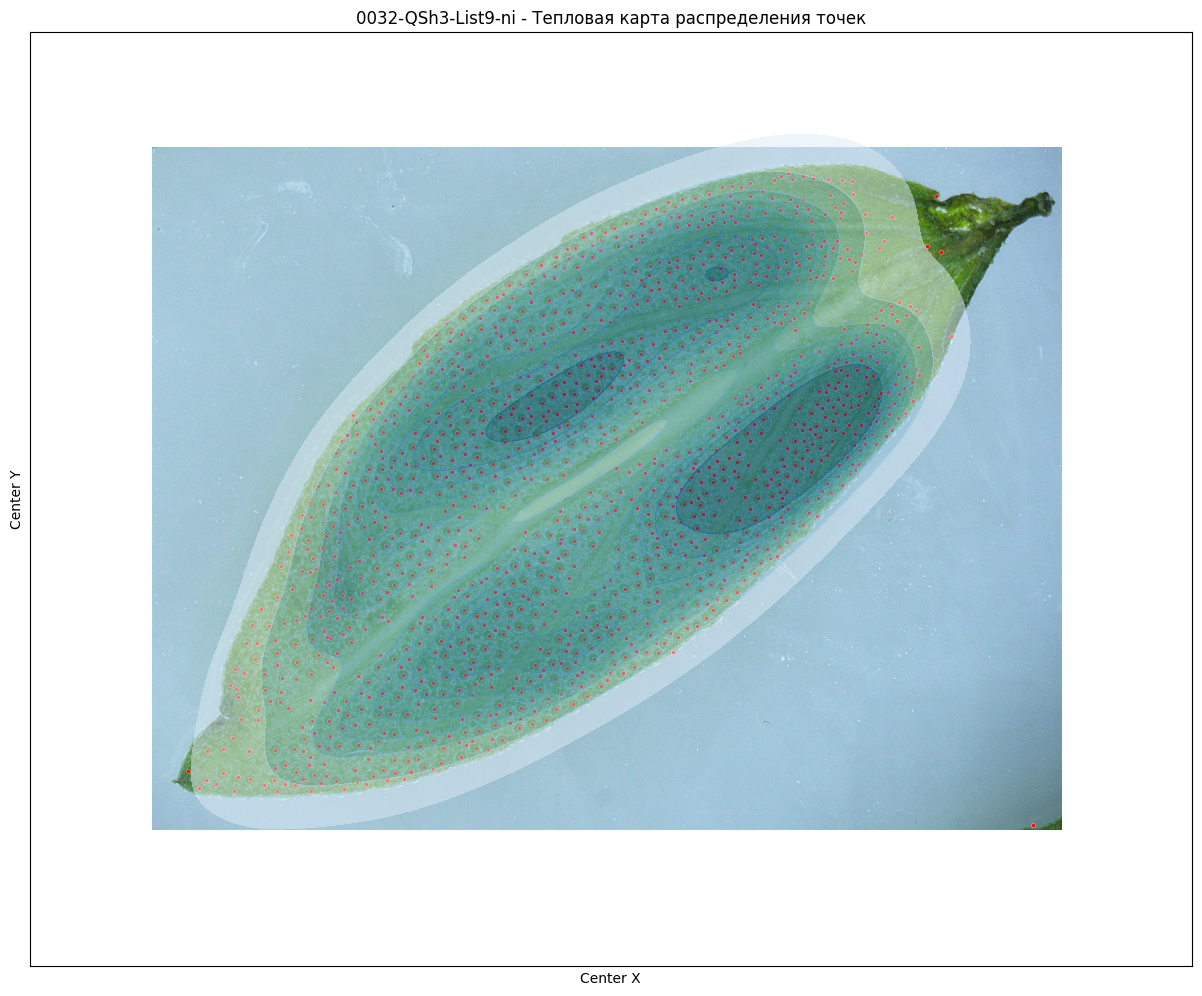 0032-QSh3-List9-ni - Тепловая карта распределения точек
Center Y
Center X